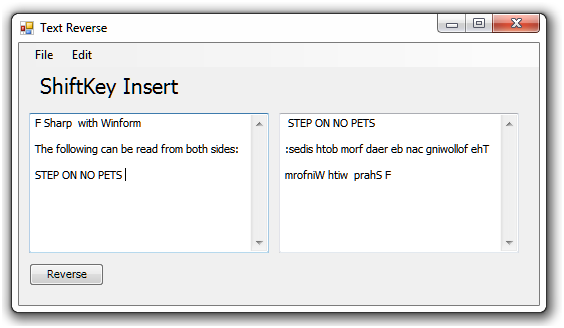 Text Reverse
File Edit
ShiftKey Insert
F Sharp  with Winform
The following can be read from both sides:
STEP ON NO PETS
STEP ON NO PETS
:sedis htob morf daer eb nac gniwollof ehT
mrofniW htiw  prahS F
Reverse